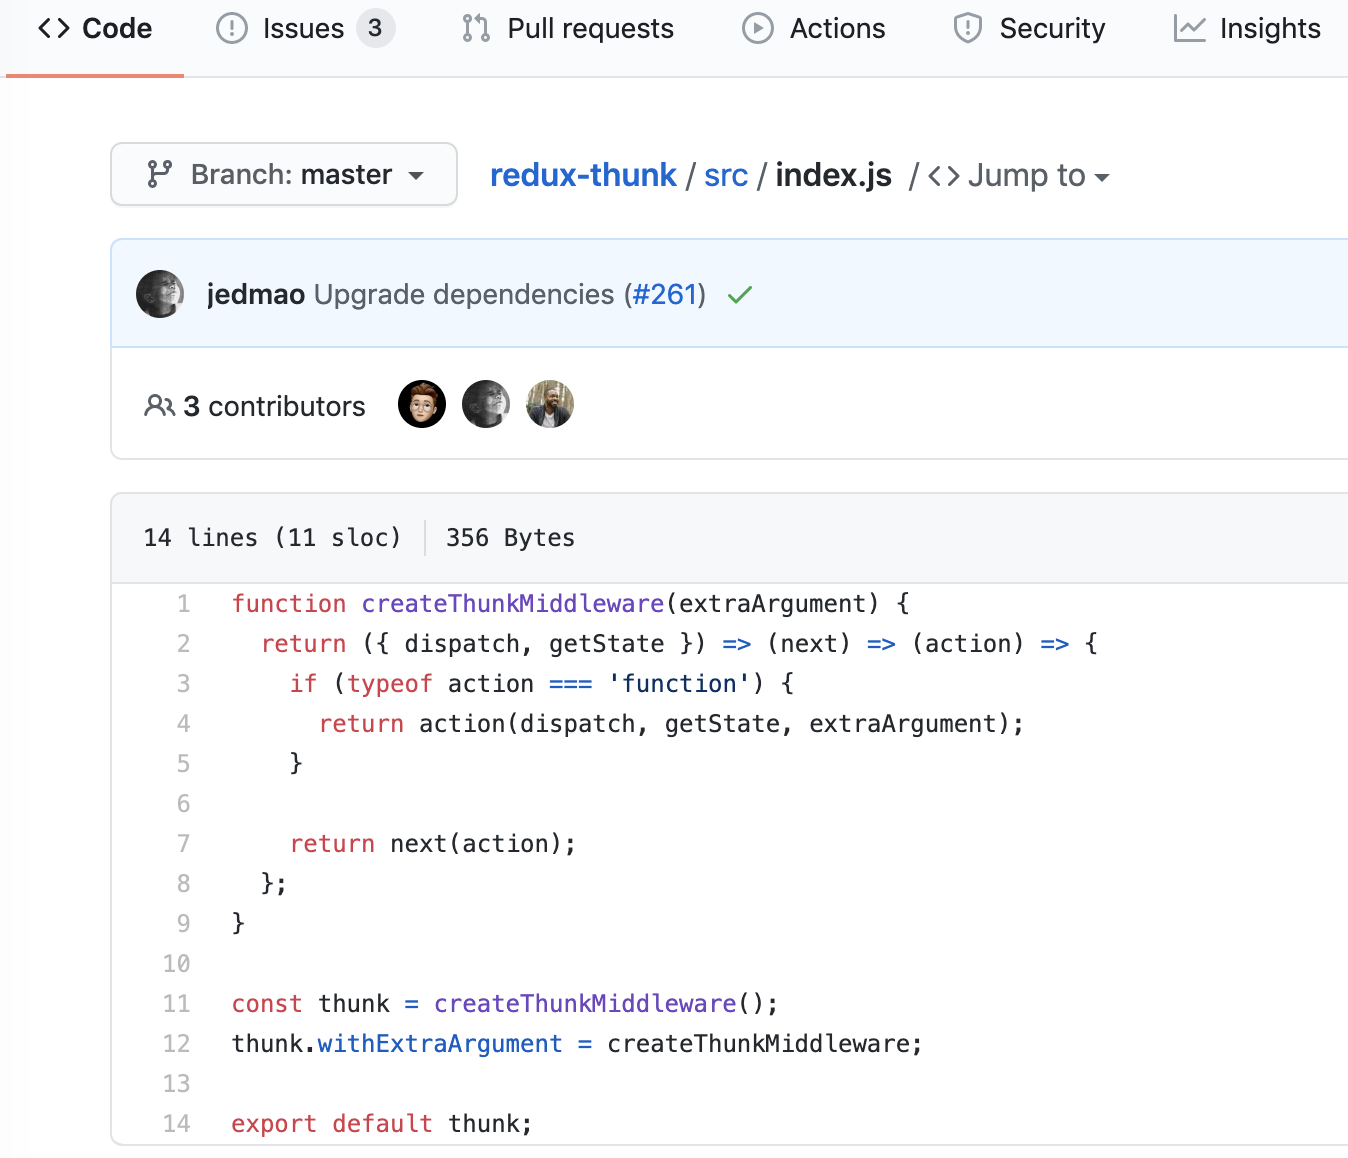 Code Issues 3 Pull requests Actions Security Insights
Branch: master redux-thunk / src / index.js / Jump to
jedmao Upgrade dependencies (#261)
3 contributors
14 lines (11 sloc) 356 Bytes
1 function createThunkMiddleware(extraArgument) {
2   return ({ dispatch, getState }) => (next) => (action) => {
3     if (typeof action === 'function') {
4       return action(dispatch, getState, extraArgument);
5     }
6
7     return next(action);
8   };
9 }
10
11 const thunk = createThunkMiddleware();
12 thunk.withExtraArgument = createThunkMiddleware;
13
14 export default thunk;